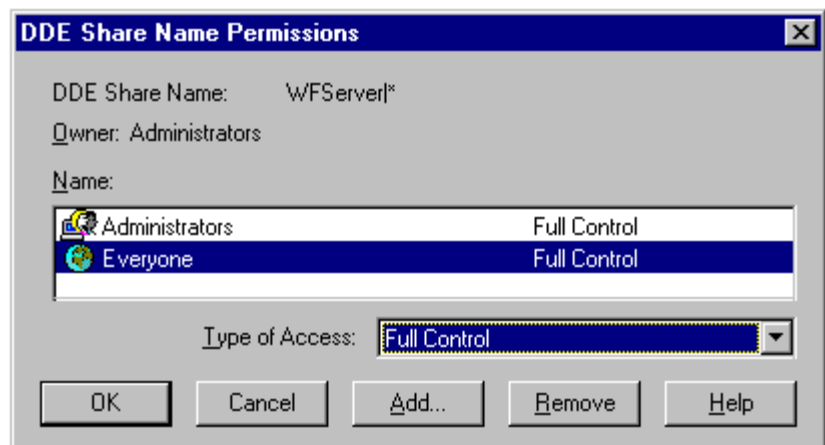 DDE Share Name Permissions
DDE Share Name: WFServer|*
Owner: Administrators
Name:
Administrators Full Control
Everyone Full Control
Type of Access: Full Control
OK Cancel Add... Remove Help